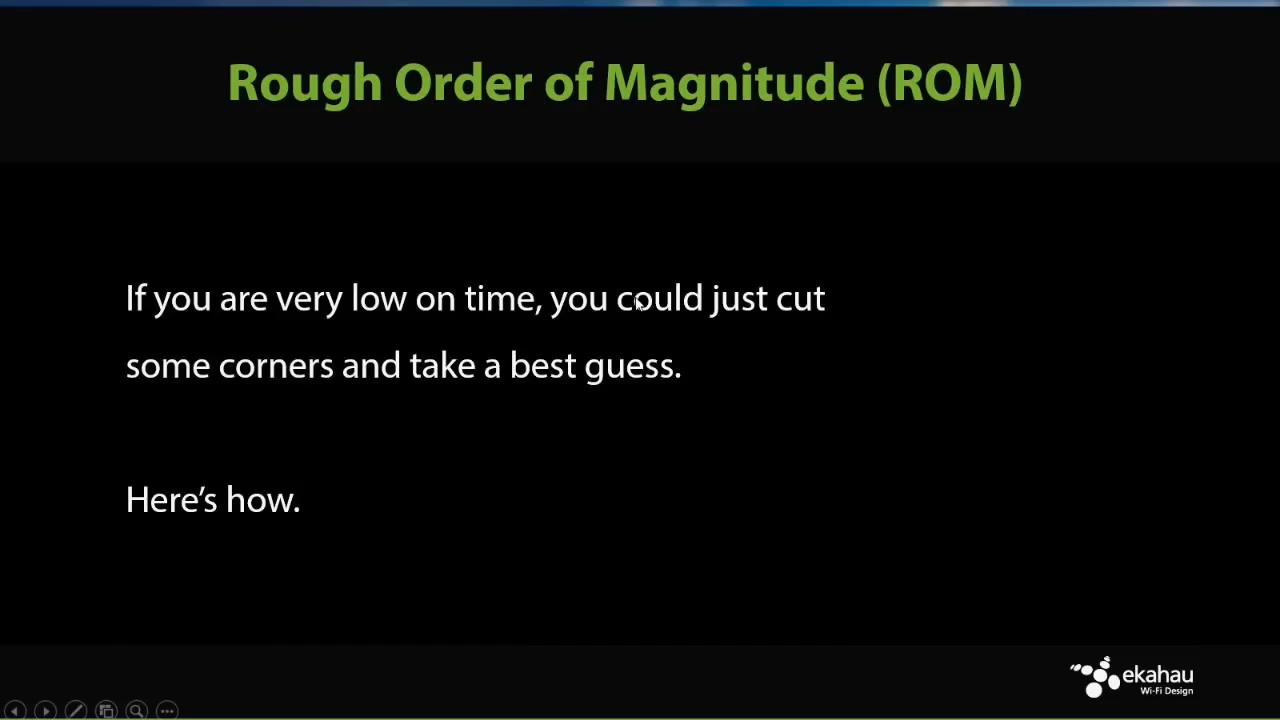 Rough Order of Magnitude (ROM)
If you are very low on time, you could just cut
some corners and take a best guess.
Here’s how.
ekahau
Wi-Fi Design